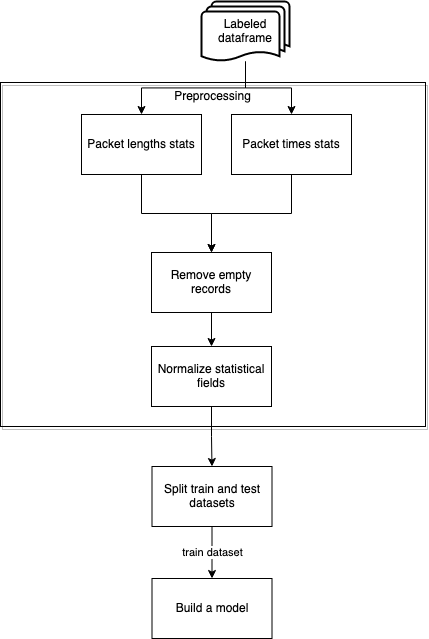 Labeled
dataframe
Preprocessing
Packet lengths stats
Packet times stats
Remove empty
records
Normalize statistical
fields
Split train and test
datasets
train dataset
Build a model